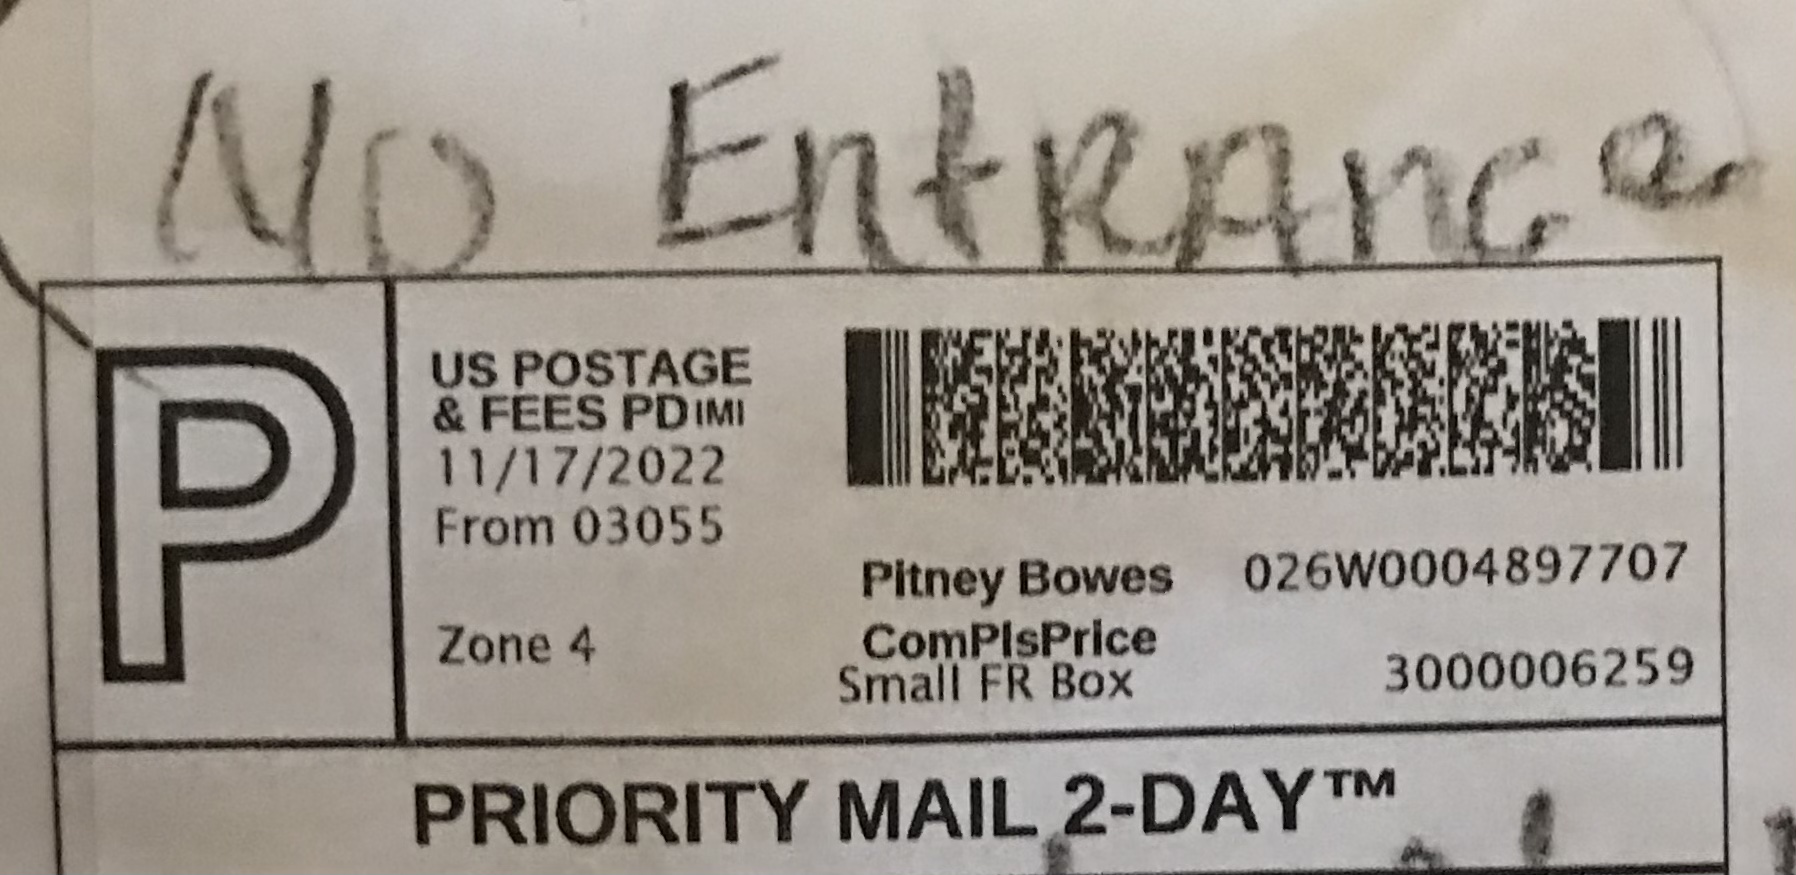 No EntRAnce
P
US POSTAGE
& FEES PD IMI
11/17/2022
From 03055
Zone 4
Pitney Bowes 026W0004897707
ComPlsPrice
Small FR Box 3000006259
PRIORITY MAIL 2-DAY™